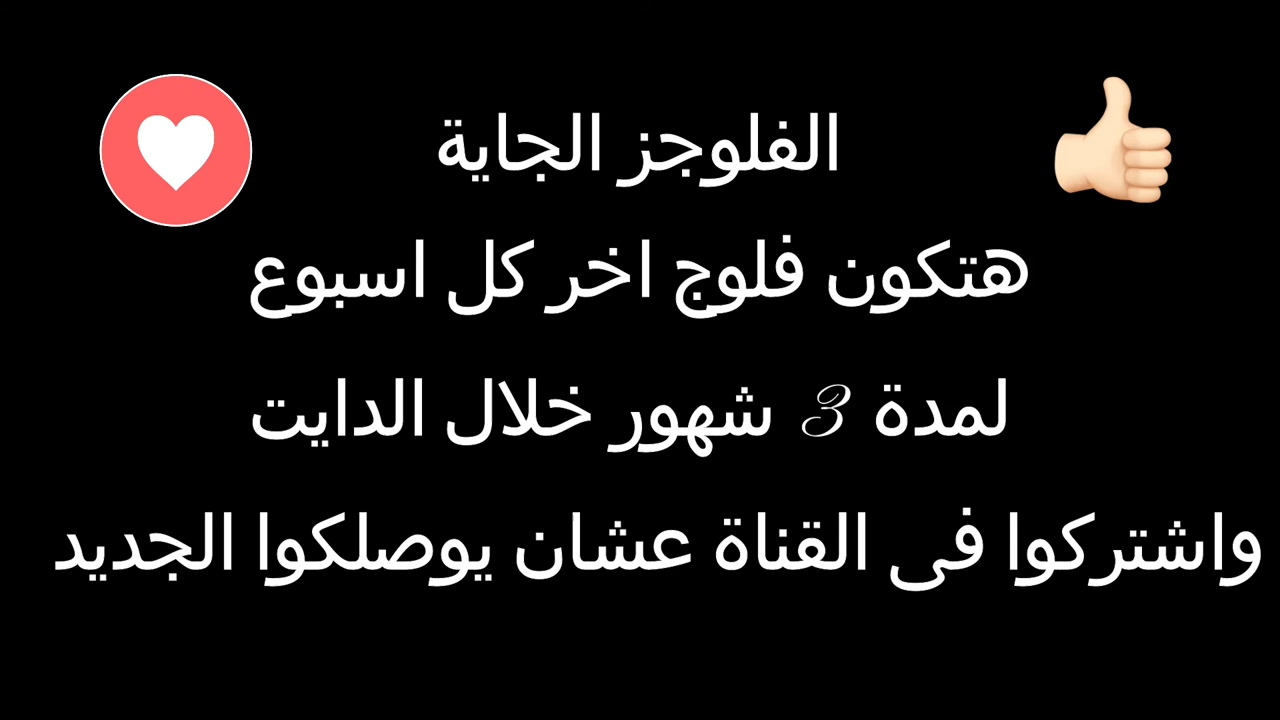 الفلوجز الجاية
هتكون فلوج اخر كل اسبوع
لمدة 3 شهور خلال الدايت
واشتركوا فى القناة عشان يوصلكوا الجديد